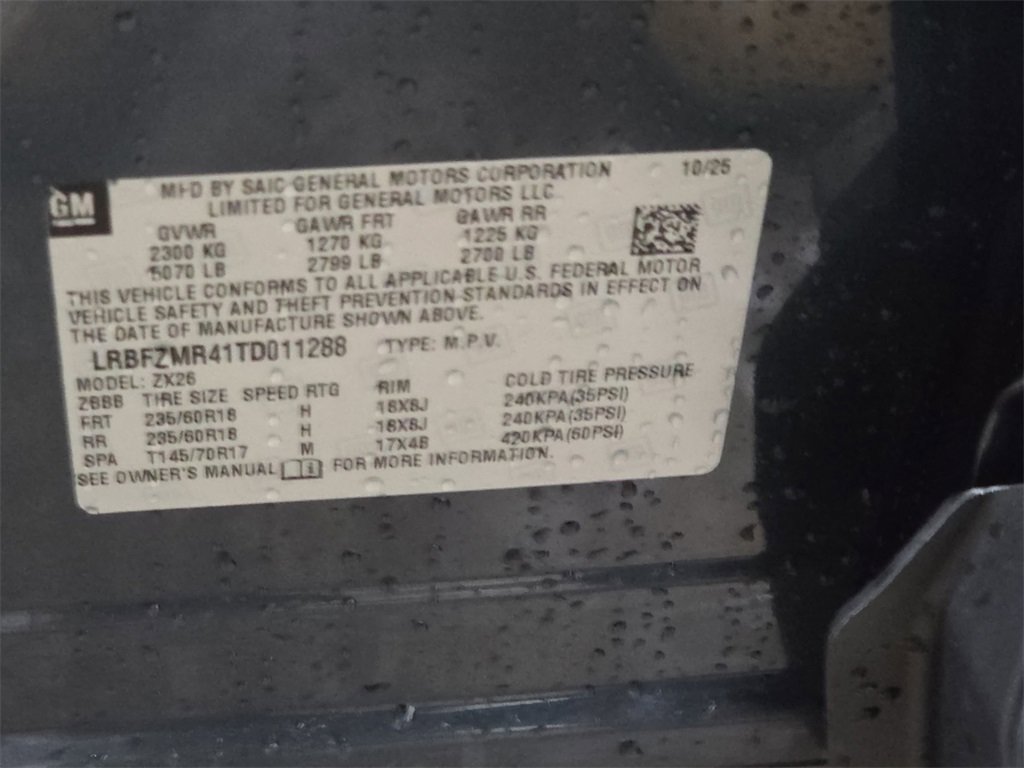 GM
MFD BY SAIC GENERAL MOTORS CORPORATION 10/25
LIMITED FOR GENERAL MOTORS LLC
GVWR GAWR FRT GAWR RR
2300 KG 1270 KG 1225 KG
5070 LB 2799 LB 2700 LB
THIS VEHICLE CONFORMS TO ALL APPLICABLE U.S. FEDERAL MOTOR
VEHICLE SAFETY AND THEFT PREVENTION STANDARDS IN EFFECT ON
THE DATE OF MANUFACTURE SHOWN ABOVE.
LRBFZMR41TD011288 TYPE: M.P.V.
MODEL: ZX26
ZBBB TIRE SIZE SPEED RTG RIM COLD TIRE PRESSURE
FRT 235/60R18 H 18X8J 240KPA(35PSI)
RR 235/60R18 H 18X8J 240KPA(35PSI)
SPA T145/70R17 M 17X4B 420KPA(60PSI)
SEE OWNER'S MANUAL FOR MORE INFORMATION.